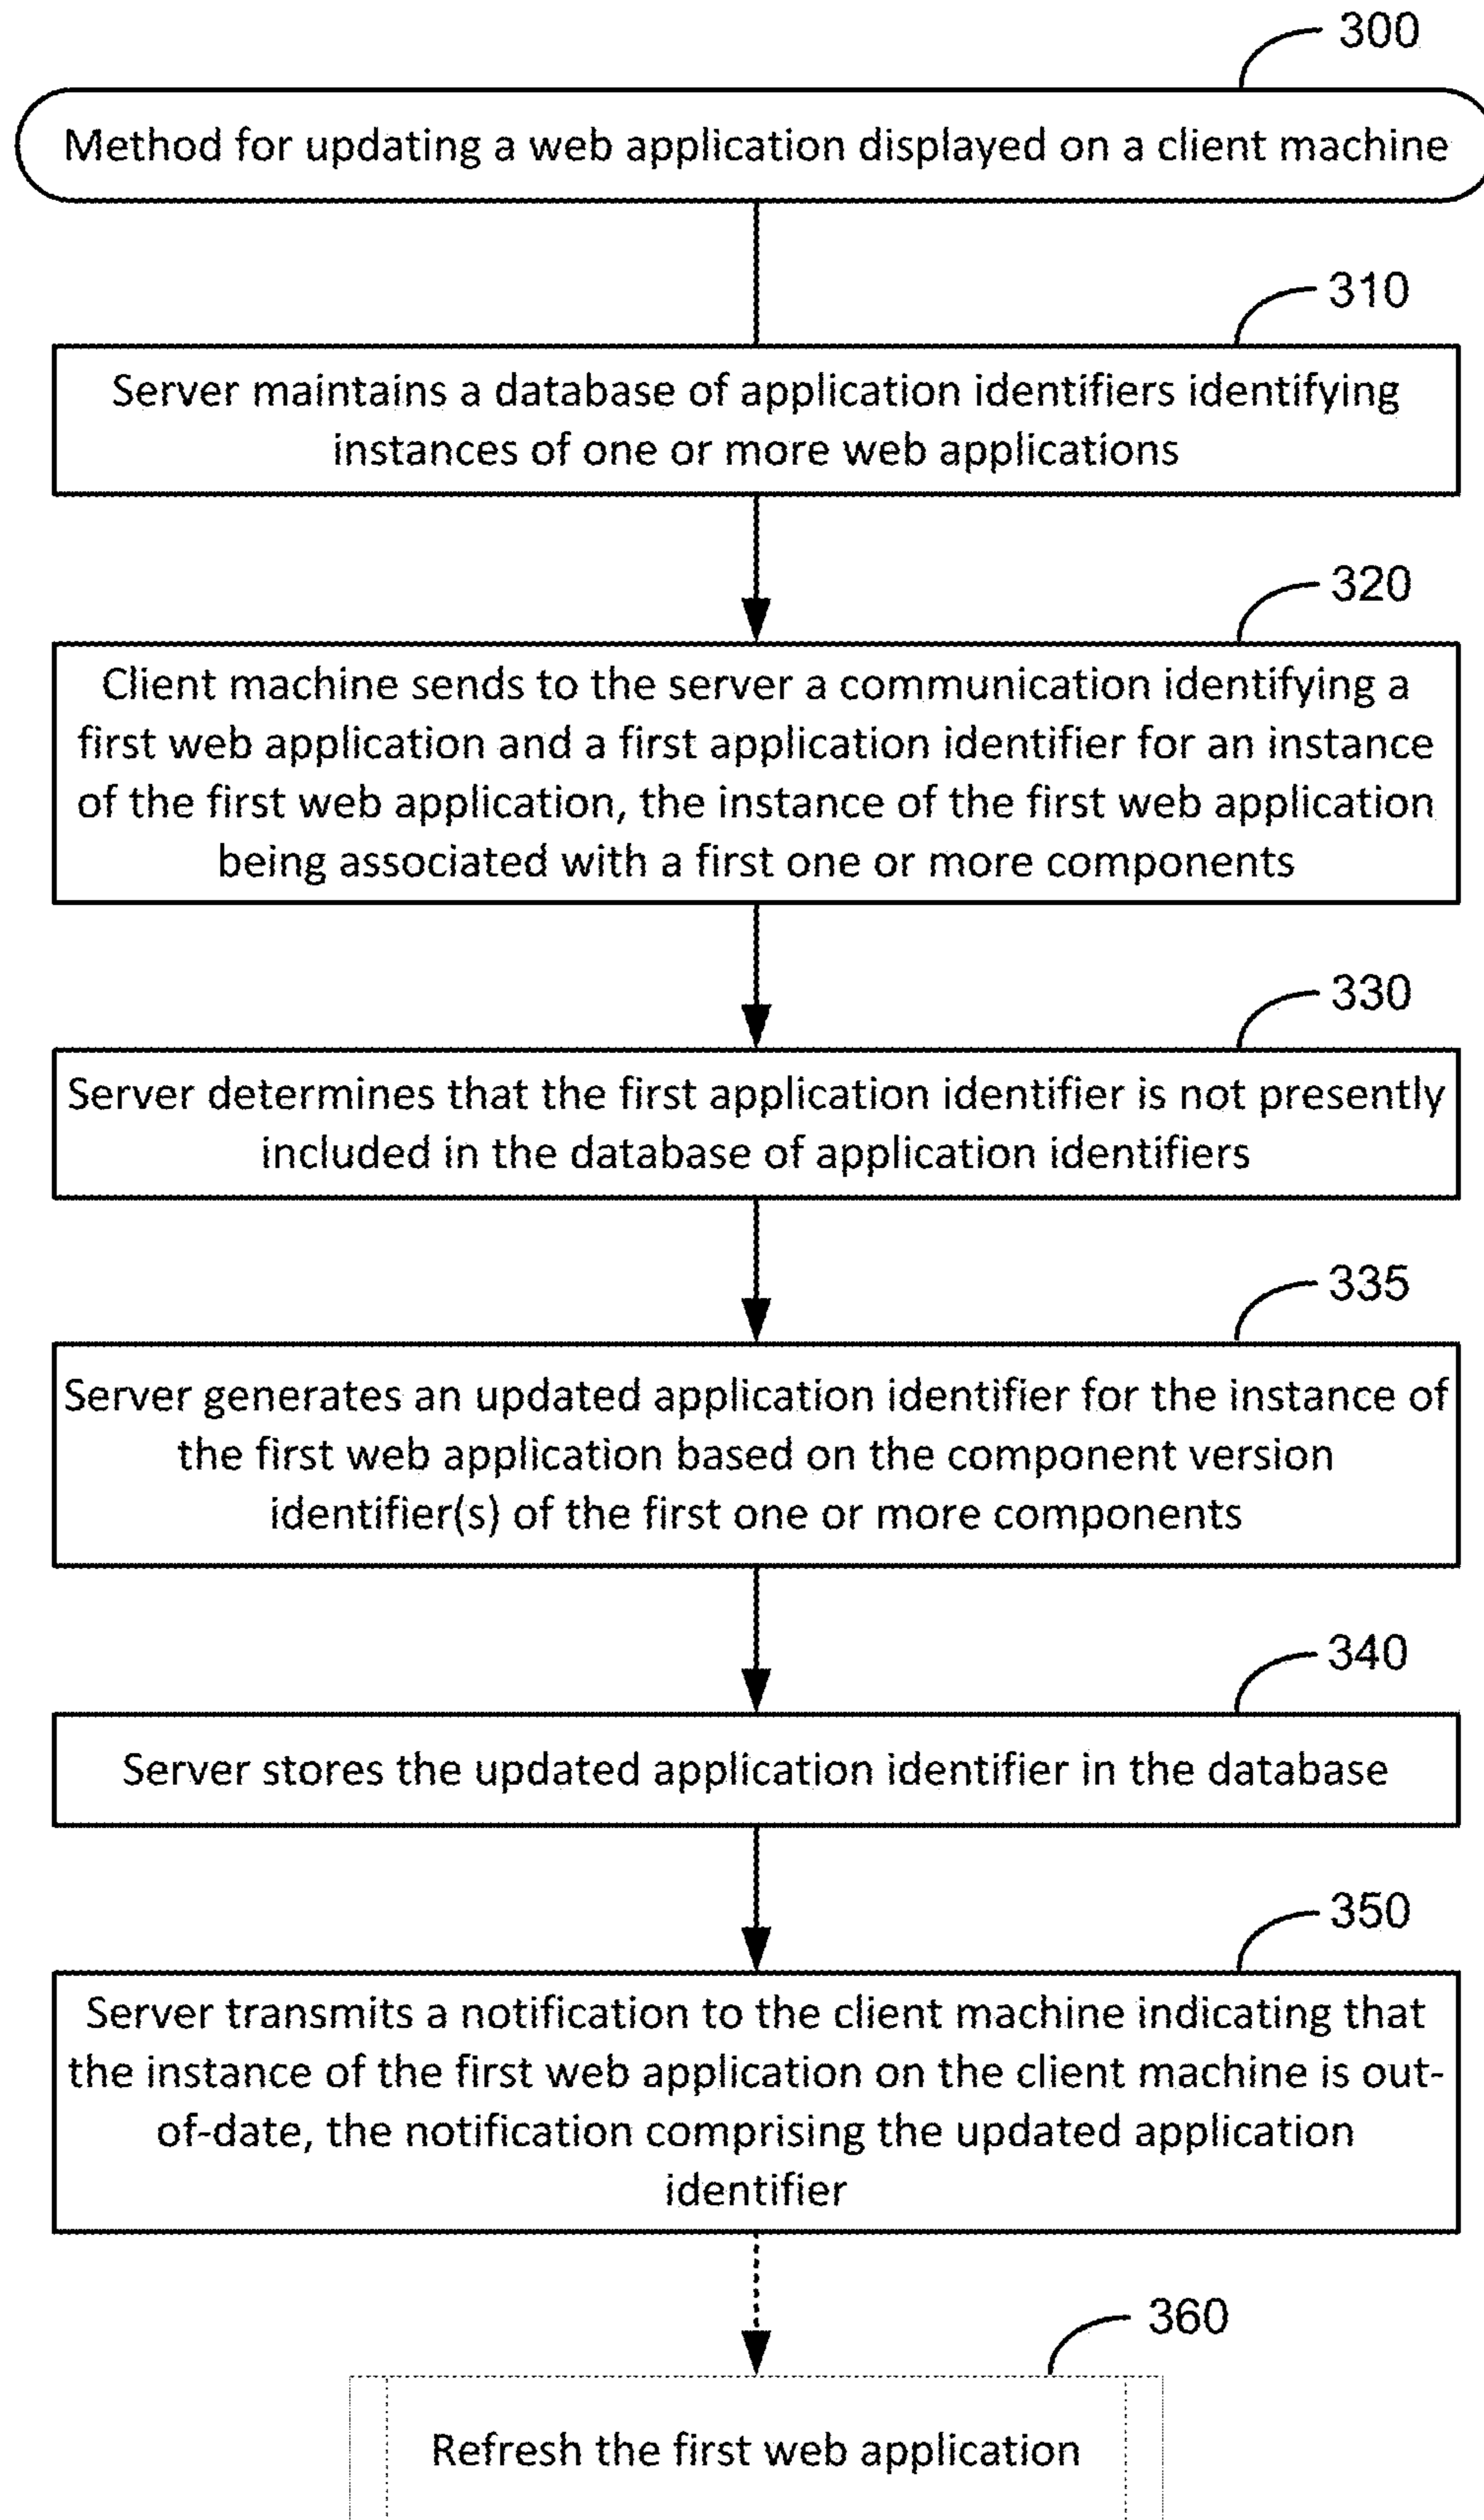 300
Method for updating a web application displayed on a client machine
310
Server maintains a database of application identifiers identifying
instances of one or more web applications
320
Client machine sends to the server a communication identifying a
first web application and a first application identifier for an instance
of the first web application, the instance of the first web application
being associated with a first one or more components
330
Server determines that the first application identifier is not presently
included in the database of application identifiers
335
Server generates an updated application identifier for the instance of
the first web application based on the component version
identifier(s) of the first one or more components
340
Server stores the updated application identifier in the database
350
Server transmits a notification to the client machine indicating that
the instance of the first web application on the client machine is out-
of-date, the notification comprising the updated application
identifier
360
Refresh the first web application